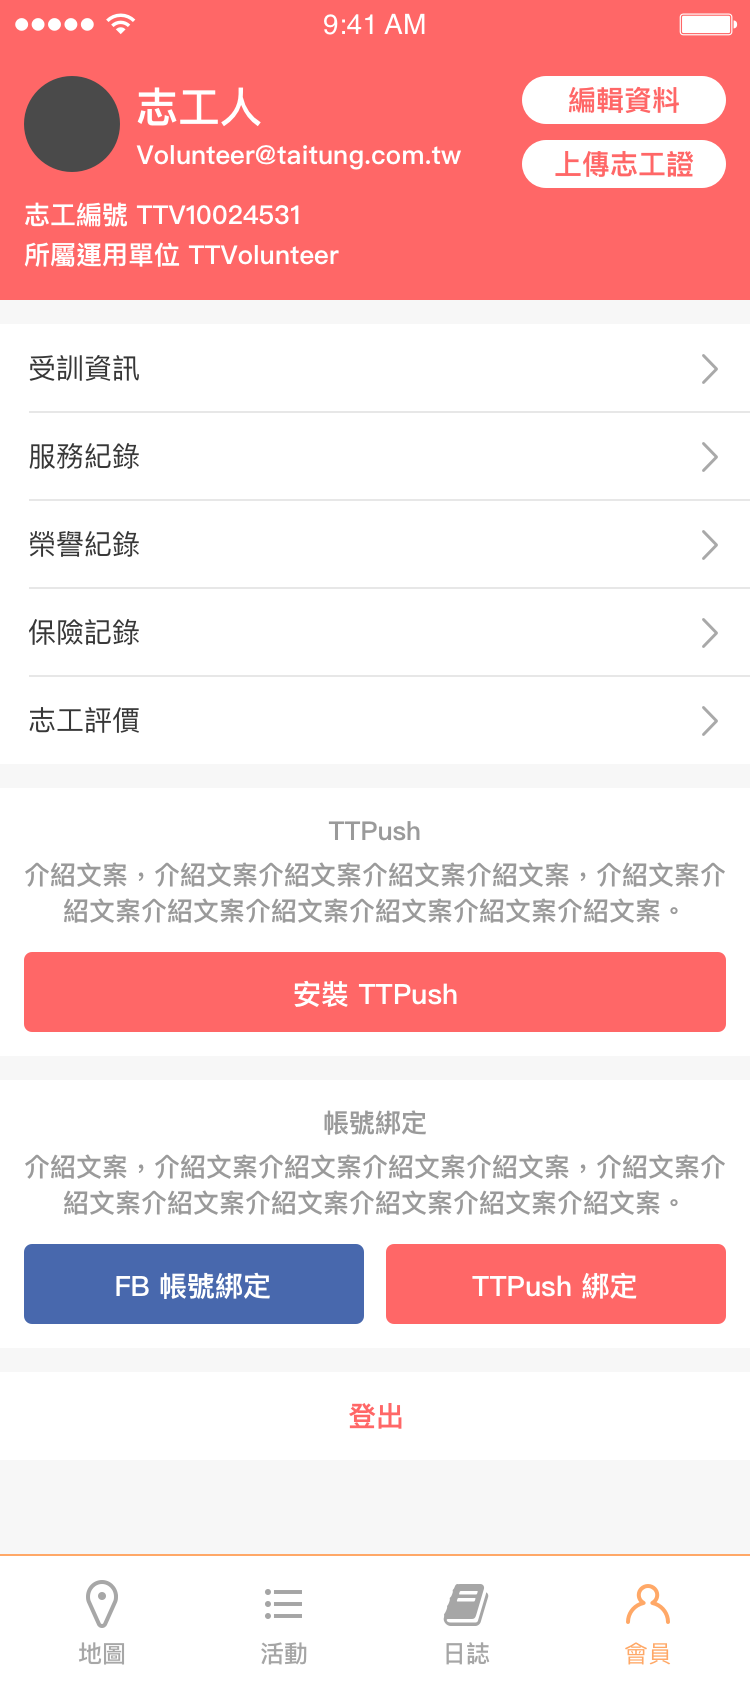 9:41 AM
志工人
Volunteer@taitung.com.tw
編輯資料
上傳志工證
志工編號 TTV10024531
所屬運用單位 TTVolunteer
受訓資訊
服務紀錄
榮譽紀錄
保險記錄
志工評價
TTPush
介紹文案，介紹文案介紹文案介紹文案介紹文案，介紹文案介
紹文案介紹文案介紹文案介紹文案介紹文案介紹文案。
安裝 TTPush
帳號綁定
介紹文案，介紹文案介紹文案介紹文案介紹文案，介紹文案介
紹文案介紹文案介紹文案介紹文案介紹文案介紹文案。
FB 帳號綁定
TTPush 綁定
登出
地圖
活動
日誌
會員